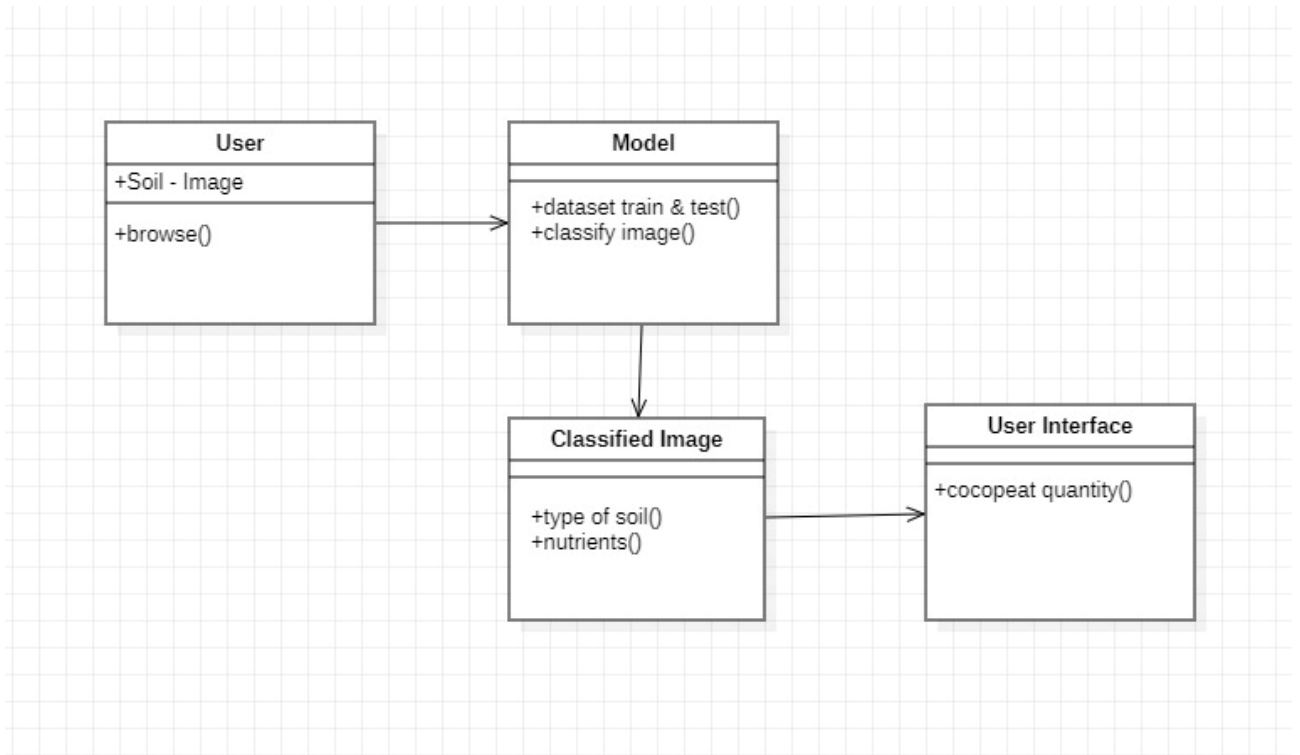 User
+Soil - Image
+browse()
Model
+dataset train & test()
+classify image()
Classified Image
+type of soil()
+nutrients()
User Interface
+cocopeat quantity()